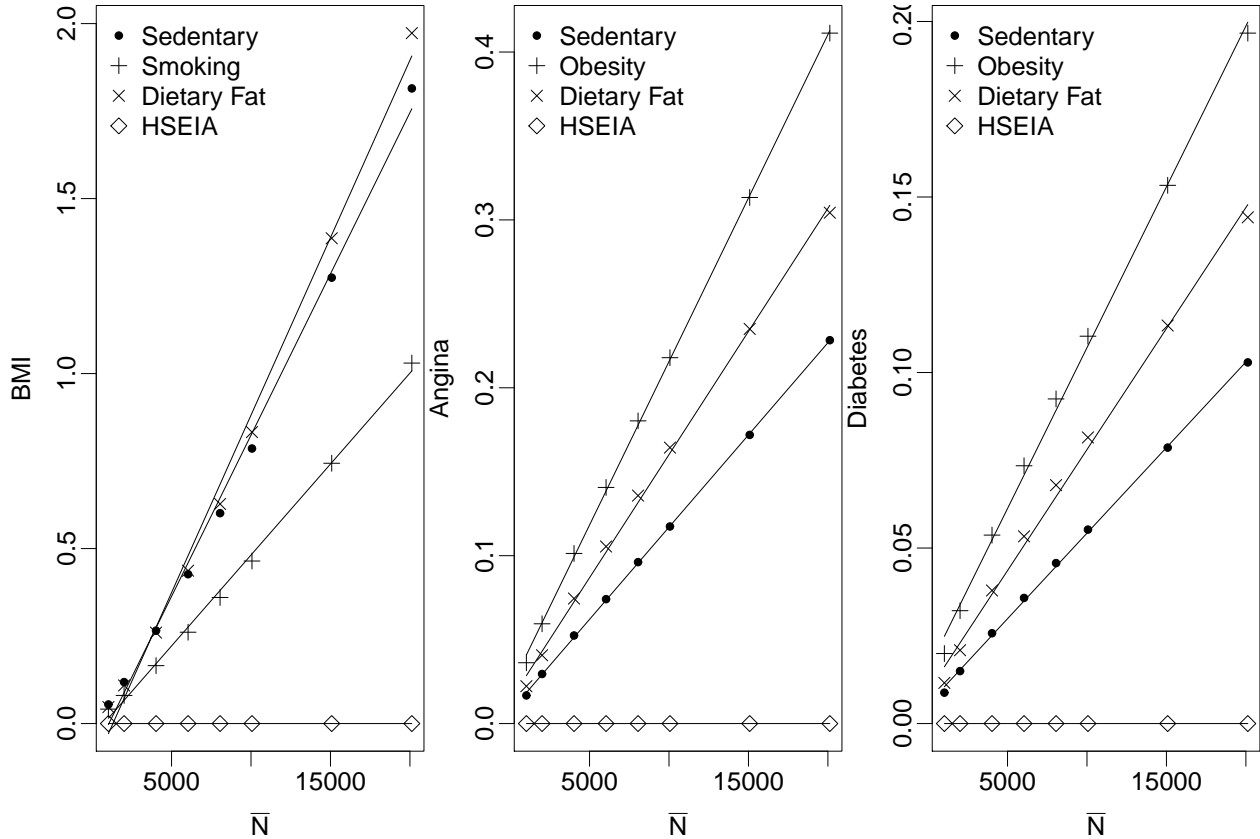 BMI
2.0
1.5
1.0
0.5
0.0
Sedentary
Smoking
Dietary Fat
HSEIA
5000
15000
N̅
Angina
0.4
0.3
0.2
0.1
0.0
Sedentary
Obesity
Dietary Fat
HSEIA
5000
15000
N̅
Diabetes
0.20
0.15
0.10
0.05
0.00
Sedentary
Obesity
Dietary Fat
HSEIA
5000
15000
N̅